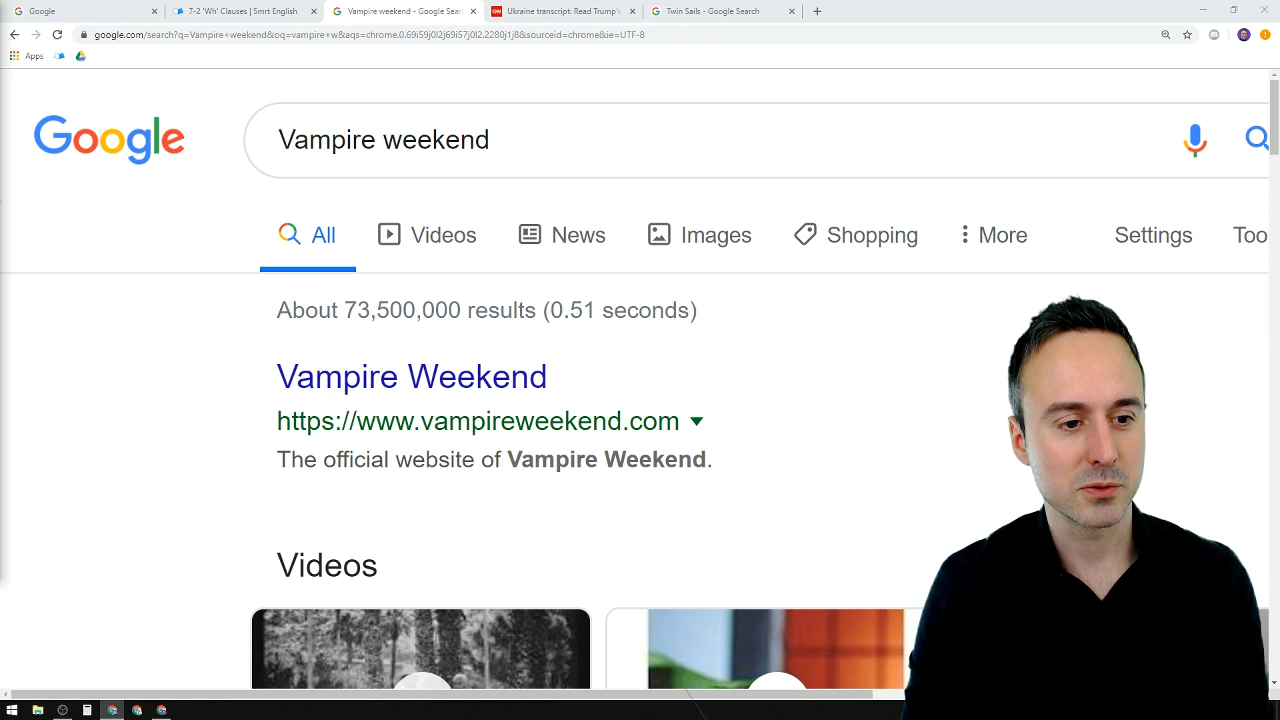 Google
7-2 'Wh' Clauses | Smrt English
Vampire weekend - Google Sear
Ukraine transcript: Read Trump's
Twin Sails - Google Search
google.com/search?q=Vampire+weekend&oq=vampire+w&aqs=chrome.0.69i59j0l2j69i57j0l2.2280j1j8&sourceid=chrome&ie=UTF-8
Apps
Google
Vampire weekend
All
Videos
News
Images
Shopping
More
Settings
Too
About 73,500,000 results (0.51 seconds)
Vampire Weekend
https://www.vampireweekend.com
The official website of Vampire Weekend.
Videos